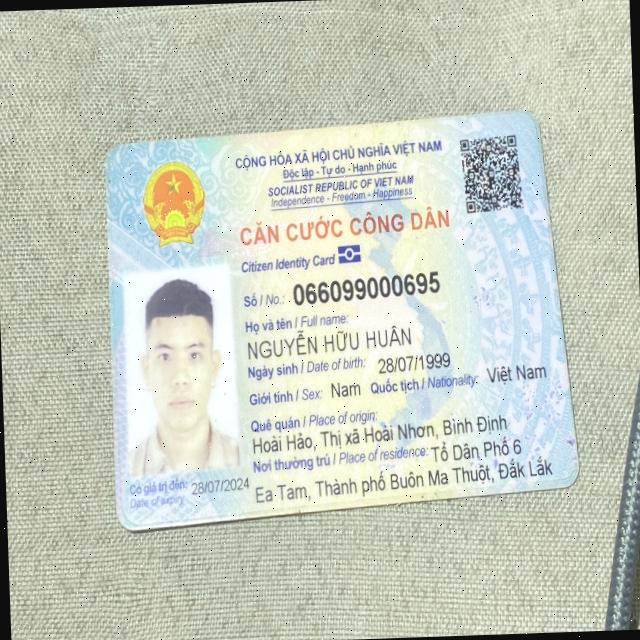 CỘNG HÒA XÃ HỘI CHỦ NGHĨA VIỆT NAM
Độc lập - Tự do - Hạnh phúc
SOCIALIST REPUBLIC OF VIET NAM
Independence - Freedom - Happiness
CĂN CƯỚC CÔNG DÂN
Citizen Identity Card
Số / No.: 066099000695
Họ và tên / Full name:
NGUYỄN HỮU HUÂN
Ngày sinh / Date of birth: 28/07/1999
Giới tính / Sex: Nam Quốc tịch / Nationality: Việt Nam
Quê quán / Place of origin:
Hoài Hảo, Thị xã Hoài Nhơn, Bình Định
Nơi thường trú / Place of residence: Tổ Dân Phố 6
Ea Tam, Thành phố Buôn Ma Thuột, Đắk Lắk
Có giá trị đến: 28/07/2024
Date of expiry